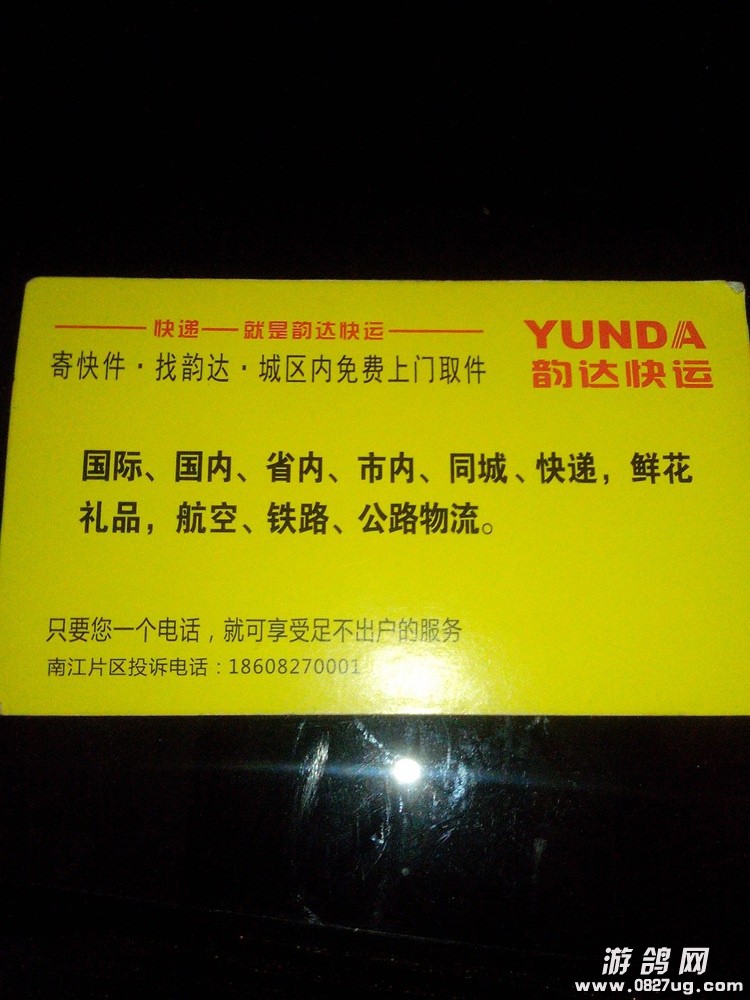 快递——就是韵达快运
YUNDA
寄快件·找韵达·城区内免费上门取件
韵达快运
国际、国内、省内、市内、同城、快递，鲜花
礼品，航空、铁路、公路物流。
只要您一个电话，就可享受足不出户的服务
南江片区投诉电话：18608270001
游鸽网
www.0827ug.com